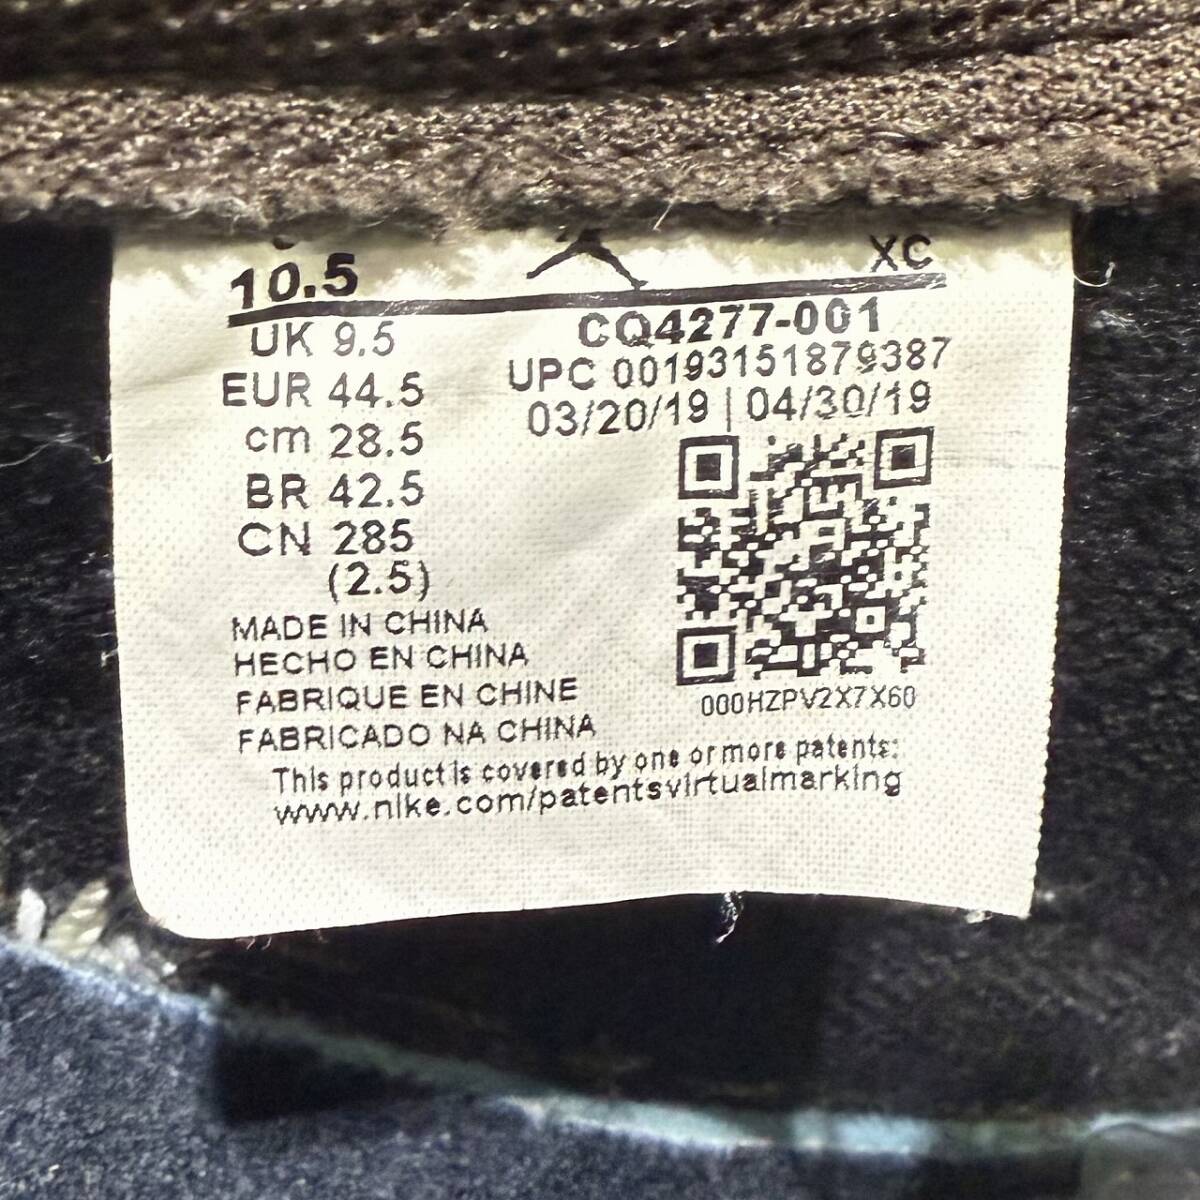 10.5 XC
UK 9.5
EUR 44.5
cm 28.5
BR 42.5
CN 285
(2.5)
CQ4277-001
UPC 00193151879387
03/20/19 | 04/30/19
000HZPV2X7X60
MADE IN CHINA
HECHO EN CHINA
FABRIQUE EN CHINE
FABRICADO NA CHINA
This product is covered by one or more patents:
www.nike.com/patentsvirtualmarking